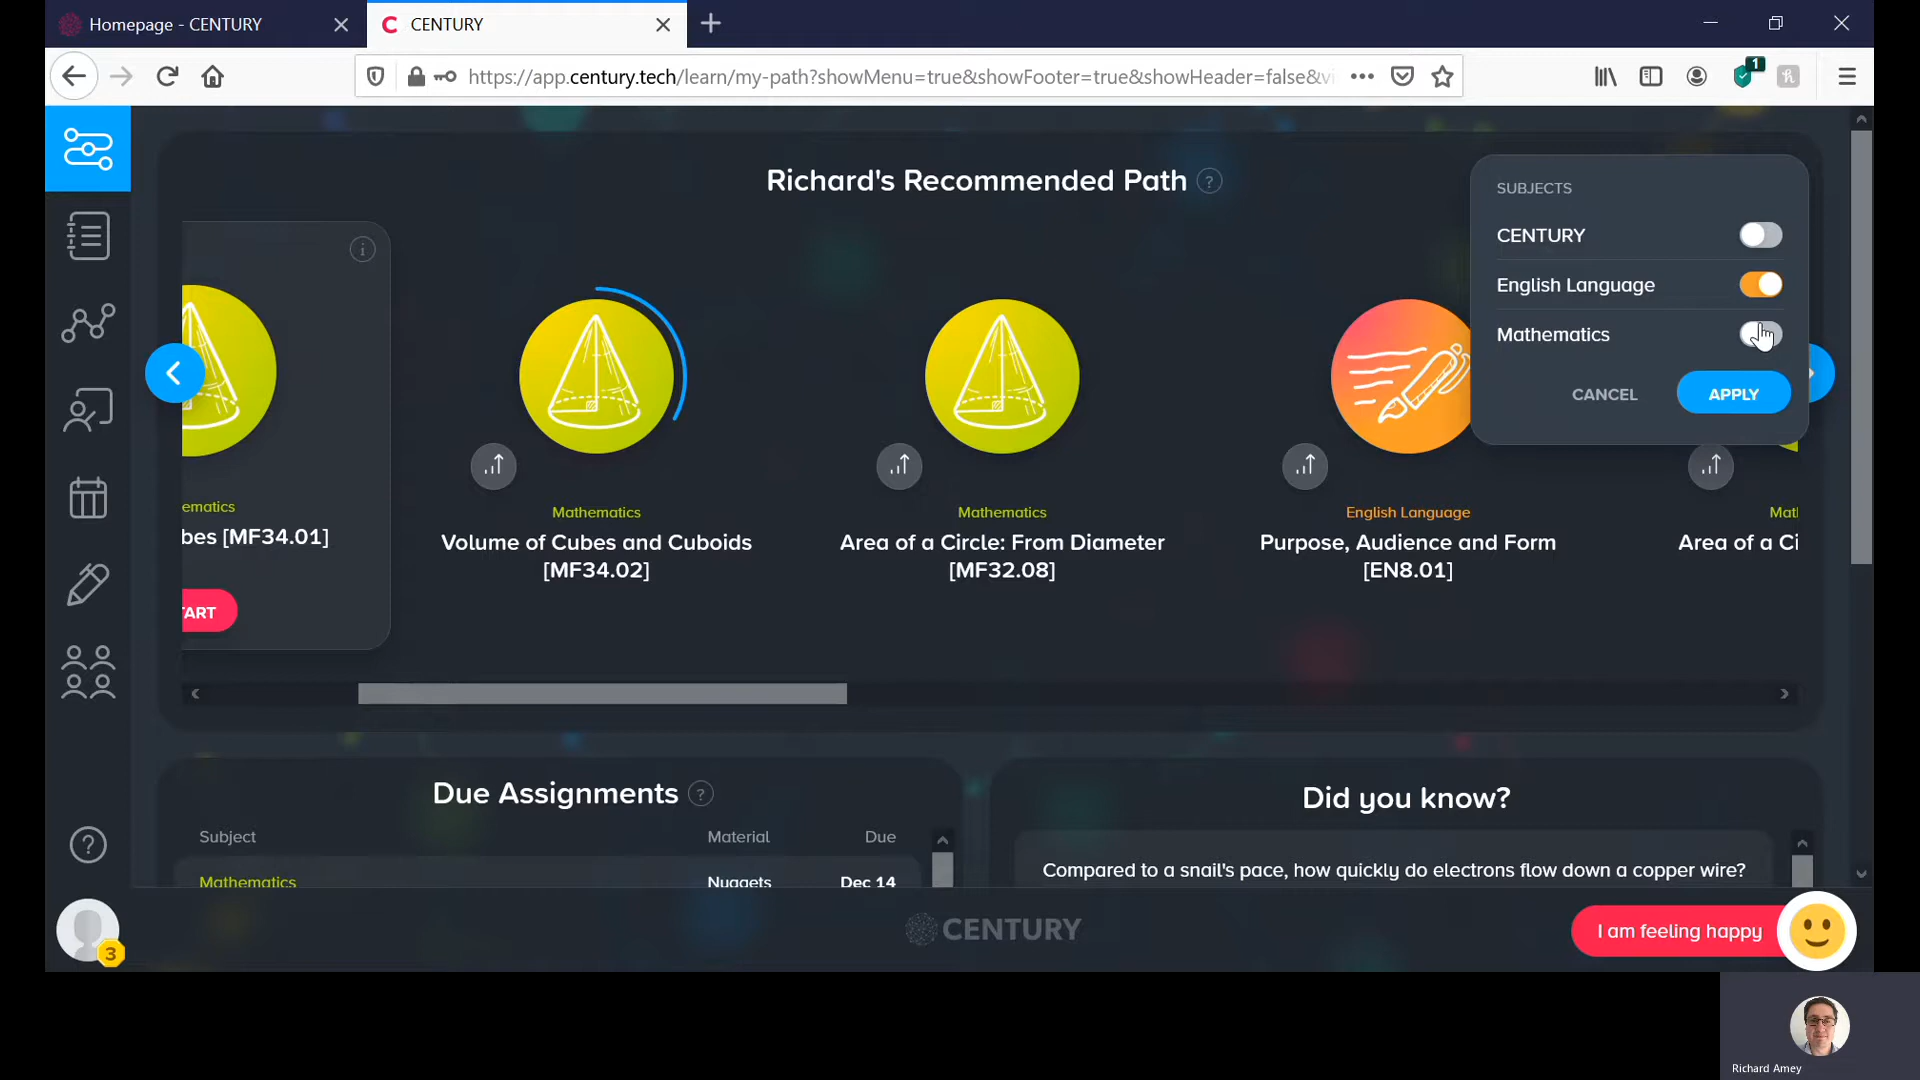 Homepage - CENTURY
CENTURY
https://app.century.tech/learn/my-path?showMenu=true&showFooter=true&showHeader=false&vi
1
Richard's Recommended Path ?
SUBJECTS
CENTURY
English Language
Mathematics
CANCEL
APPLY
ematics
bes [MF34.01]
TART
Mathematics
Volume of Cubes and Cuboids
[MF34.02]
Mathematics
Area of a Circle: From Diameter
[MF32.08]
English Language
Purpose, Audience and Form
[EN8.01]
Mat
Area of a Ci
Due Assignments ?
Subject Material Due
Mathematics Nuggets Dec 14
Did you know?
Compared to a snail's pace, how quickly do electrons flow down a copper wire?
3
CENTURY
I am feeling happy
Richard Amey